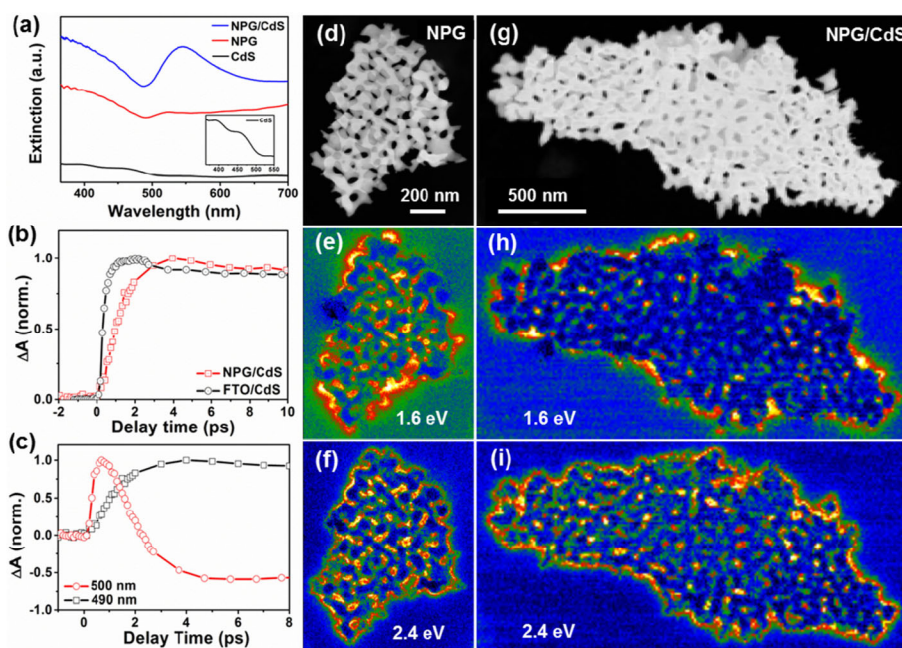 (a)
NPG/CdS
NPG
CdS
Extinction (a.u.)
CdS
400 450 500 550
400 500 600 700
Wavelength (nm)
(b)
ΔA (norm.)
1.0
0.5
0.0
NPG/CdS
FTO/CdS
-2 0 2 4 6 8 10
Delay time (ps)
(c)
ΔA (norm.)
1.0
0.5
0.0
-0.5
-1.0
500 nm
490 nm
0 2 4 6 8
Delay Time (ps)
(d) NPG
200 nm
(g) NPG/CdS
500 nm
(e)
1.6 eV
(h)
1.6 eV
(f)
2.4 eV
(i)
2.4 eV